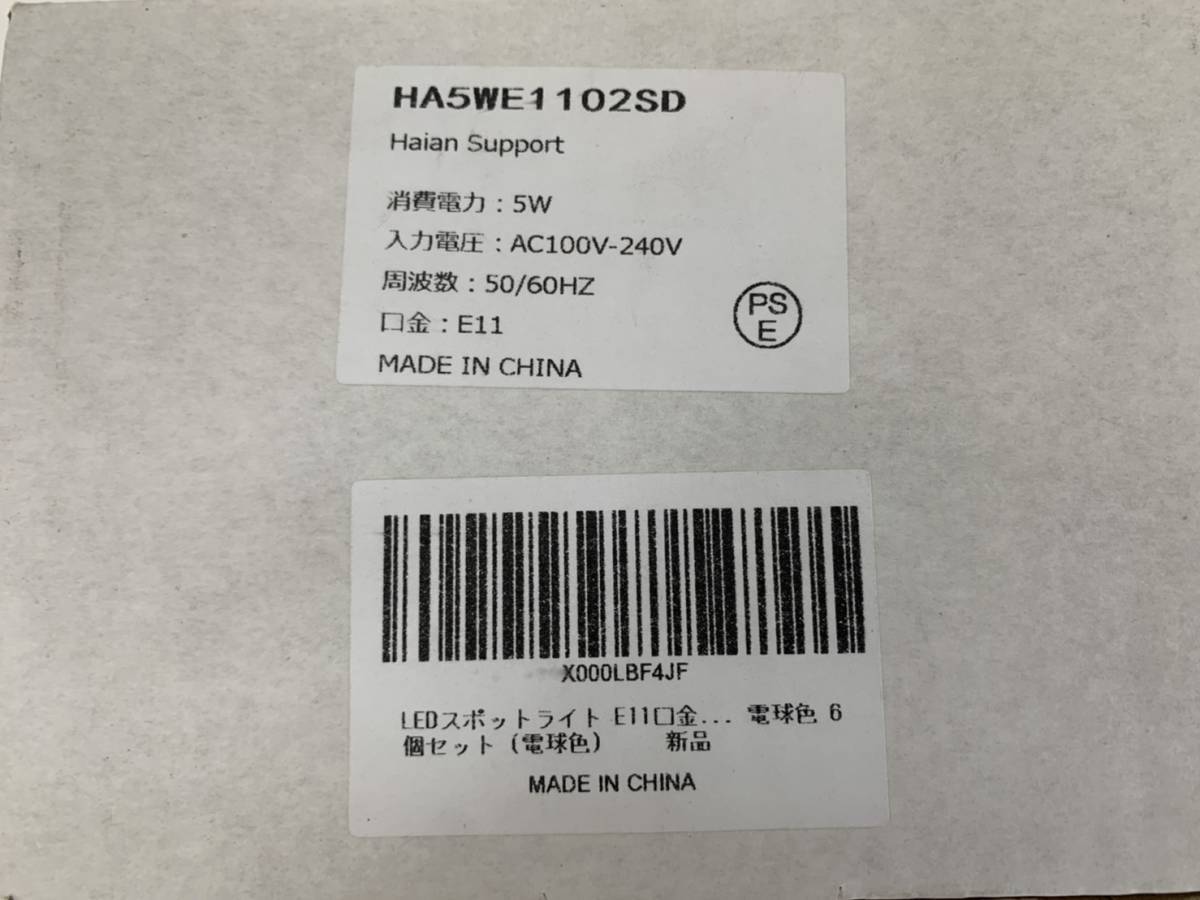 HA5WE1102SD
Haian Support
消費電力：5W
入力電圧：AC100V-240V
周波数：50/60HZ
口金：E11
PS
E
MADE IN CHINA
X000LBF4JF
LEDスポットライト E11口金... 電球色 6
個セット (電球色) 新品
MADE IN CHINA